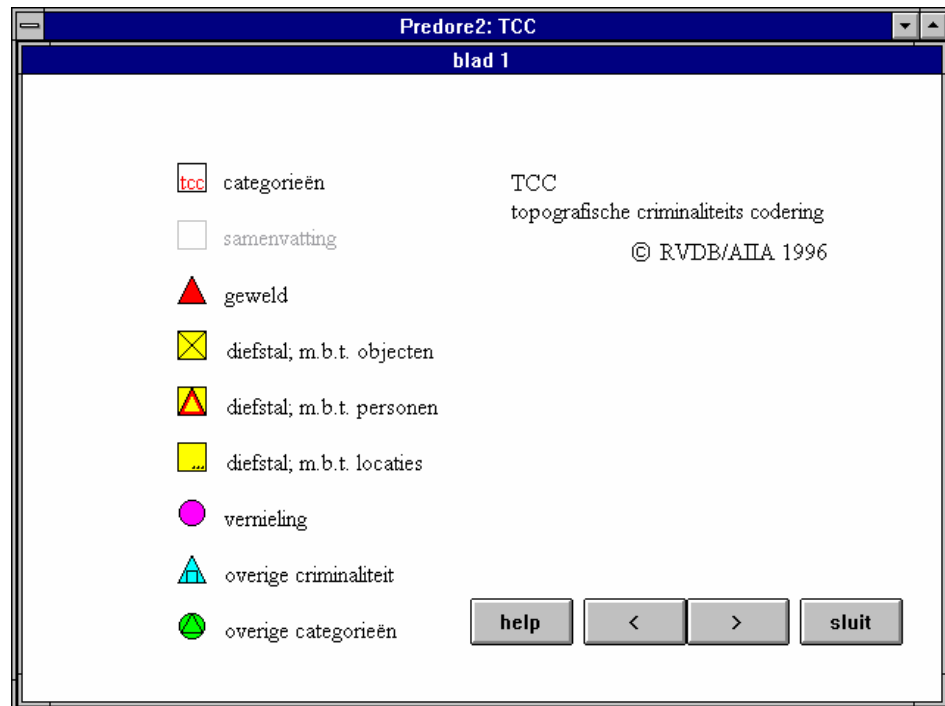 Predore2: TCC
blad 1
tcc categorieën
samenvatting
geweld
diefstal; m.b.t. objecten
diefstal; m.b.t. personen
diefstal; m.b.t. locaties
vernieling
overige criminaliteit
overige categorieën
TCC
topografische criminaliteits codering
© RVDB/AIIA 1996
help < > sluit